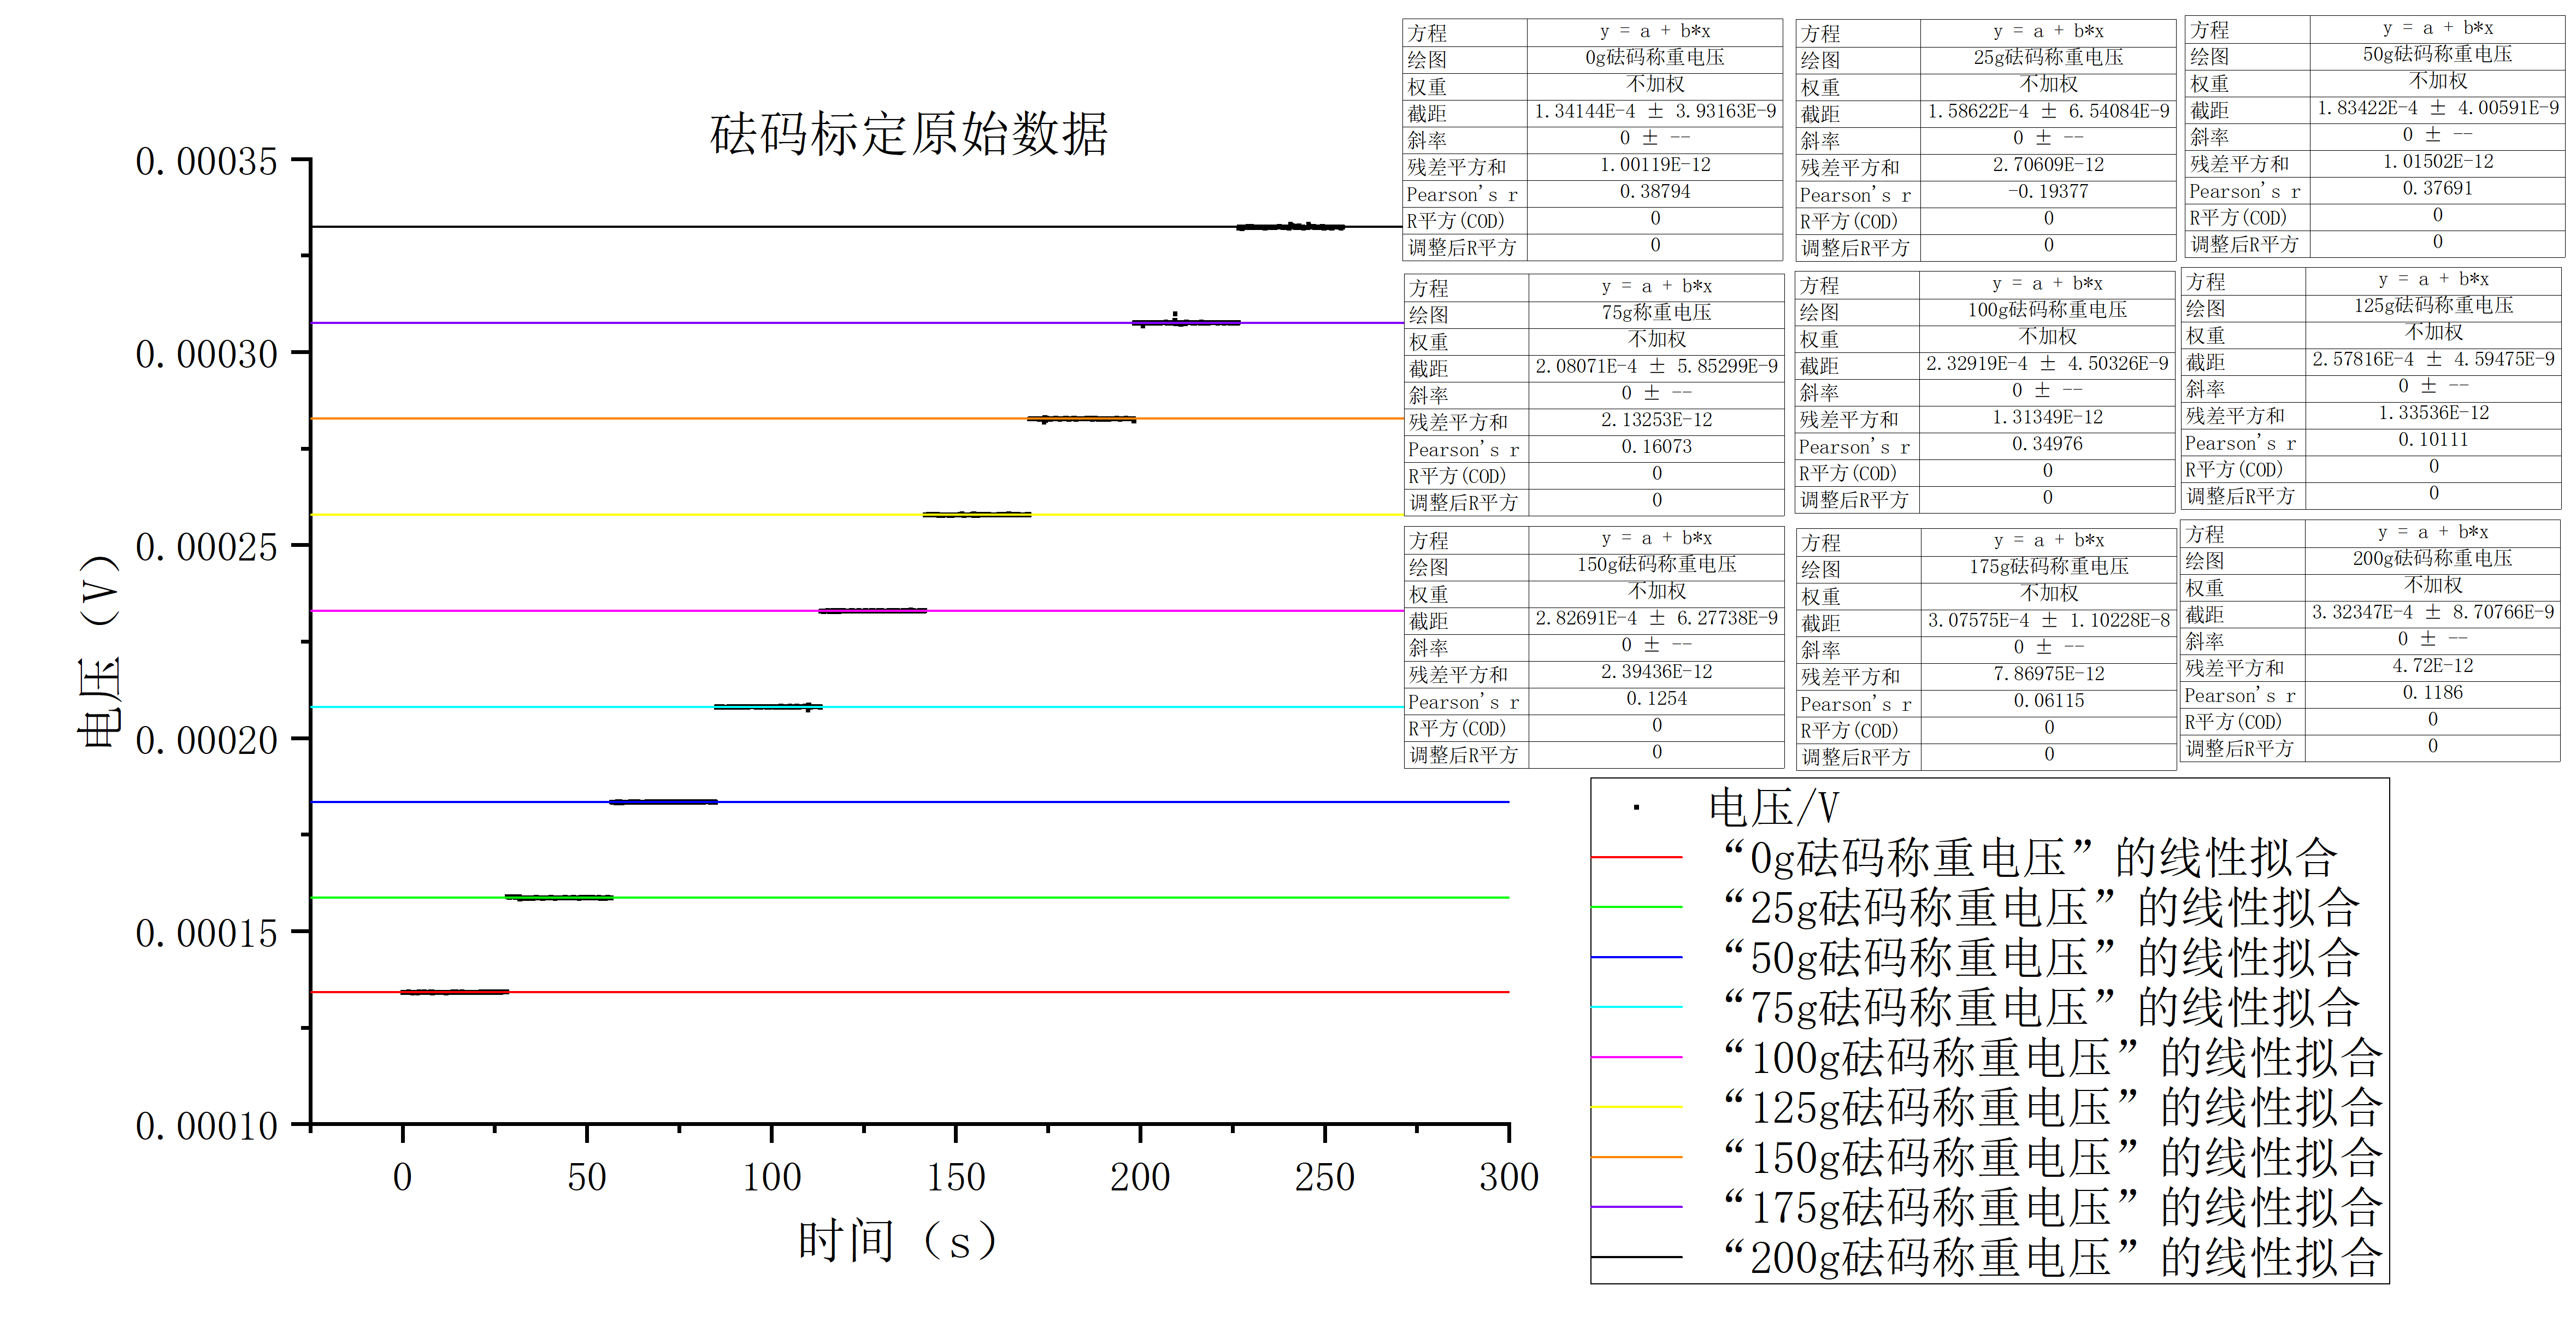 砝码标定原始数据
0.00035
0.00030
0.00025
0.00020
0.00015
0.00010
电压（V）
0 50 100 150 200 250 300
时间（s）
方程 y = a + b*x
绘图 0g砝码称重电压
权重 不加权
截距 1.34144E-4 ± 3.93163E-9
斜率 0 ± --
残差平方和 1.00119E-12
Pearson's r 0.38794
R平方(COD) 0
调整后R平方 0
方程 y = a + b*x
绘图 25g砝码称重电压
权重 不加权
截距 1.58622E-4 ± 6.54084E-9
斜率 0 ± --
残差平方和 2.70609E-12
Pearson's r -0.19377
R平方(COD) 0
调整后R平方 0
方程 y = a + b*x
绘图 50g砝码称重电压
权重 不加权
截距 1.83422E-4 ± 4.00591E-9
斜率 0 ± --
残差平方和 1.01502E-12
Pearson's r 0.37691
R平方(COD) 0
调整后R平方 0
方程 y = a + b*x
绘图 75g称重电压
权重 不加权
截距 2.08071E-4 ± 5.85299E-9
斜率 0 ± --
残差平方和 2.13253E-12
Pearson's r 0.16073
R平方(COD) 0
调整后R平方 0
方程 y = a + b*x
绘图 100g砝码称重电压
权重 不加权
截距 2.32919E-4 ± 4.50326E-9
斜率 0 ± --
残差平方和 1.31349E-12
Pearson's r 0.34976
R平方(COD) 0
调整后R平方 0
方程 y = a + b*x
绘图 125g砝码称重电压
权重 不加权
截距 2.57816E-4 ± 4.59475E-9
斜率 0 ± --
残差平方和 1.33536E-12
Pearson's r 0.10111
R平方(COD) 0
调整后R平方 0
方程 y = a + b*x
绘图 150g砝码称重电压
权重 不加权
截距 2.82691E-4 ± 6.27738E-9
斜率 0 ± --
残差平方和 2.39436E-12
Pearson's r 0.1254
R平方(COD) 0
调整后R平方 0
方程 y = a + b*x
绘图 175g砝码称重电压
权重 不加权
截距 3.07575E-4 ± 1.10228E-8
斜率 0 ± --
残差平方和 7.86975E-12
Pearson's r 0.06115
R平方(COD) 0
调整后R平方 0
方程 y = a + b*x
绘图 200g砝码称重电压
权重 不加权
截距 3.32347E-4 ± 8.70766E-9
斜率 0 ± --
残差平方和 4.72E-12
Pearson's r 0.1186
R平方(COD) 0
调整后R平方 0
电压/V
“0g砝码称重电压”的线性拟合
“25g砝码称重电压”的线性拟合
“50g砝码称重电压”的线性拟合
“75g砝码称重电压”的线性拟合
“100g砝码称重电压”的线性拟合
“125g砝码称重电压”的线性拟合
“150g砝码称重电压”的线性拟合
“175g砝码称重电压”的线性拟合
“200g砝码称重电压”的线性拟合